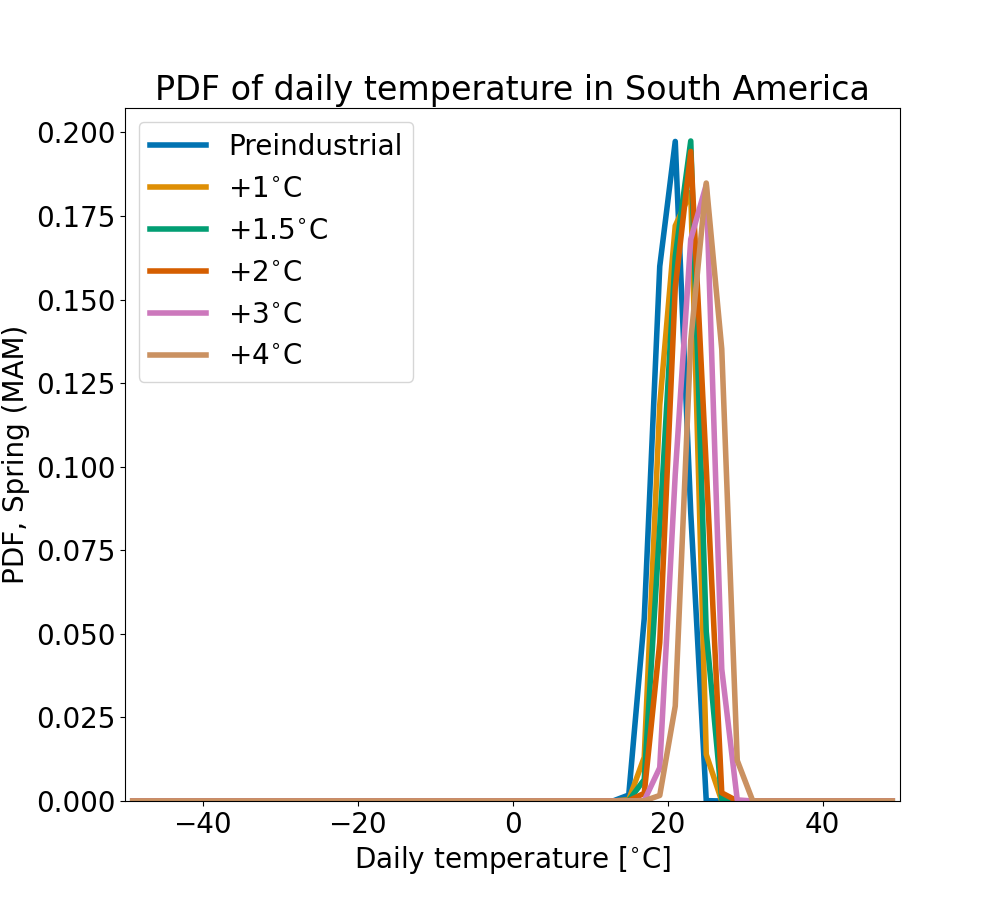 PDF of daily temperature in South America
PDF, Spring (MAM)
0.200
0.175
0.150
0.125
0.100
0.075
0.050
0.025
0.000
Preindustrial
+1°C
+1.5°C
+2°C
+3°C
+4°C
−40 −20 0 20 40
Daily temperature [°C]